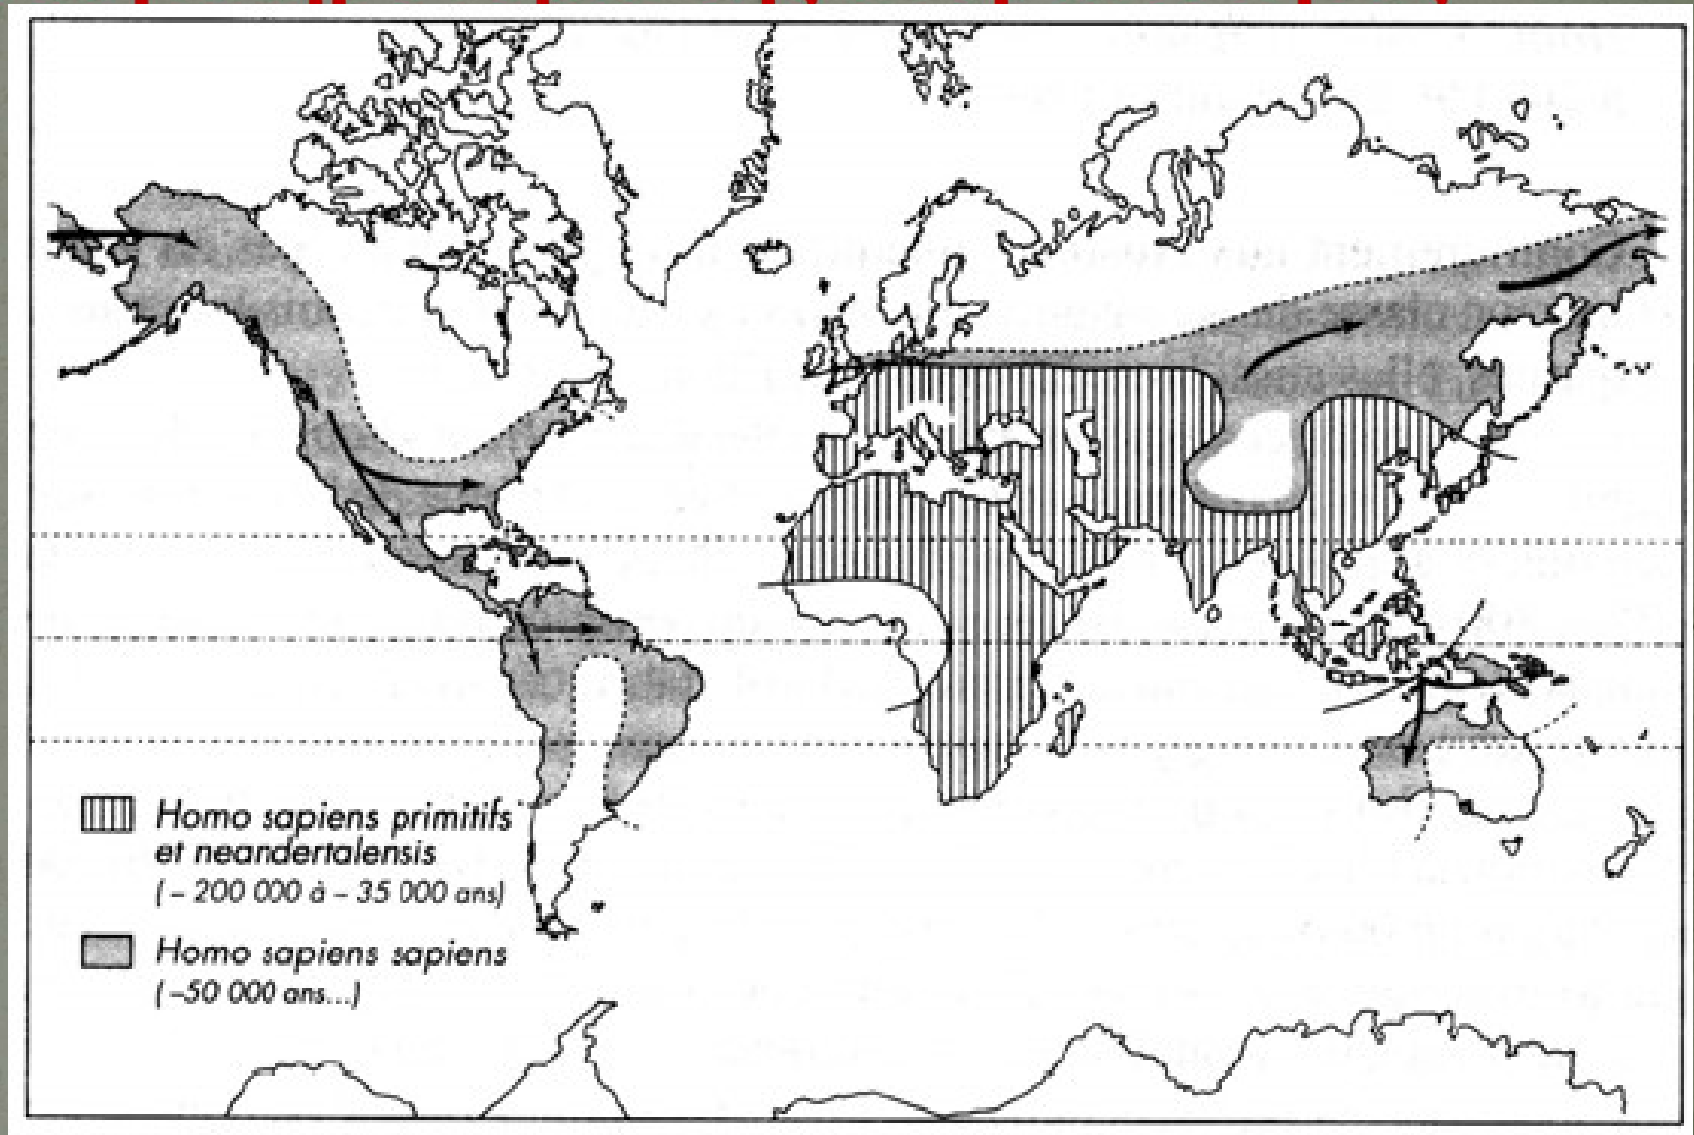 Homo sapiens primitifs
et neandertalensis
(– 200 000 à – 35 000 ans)
Homo sapiens sapiens
(–50 000 ans...)